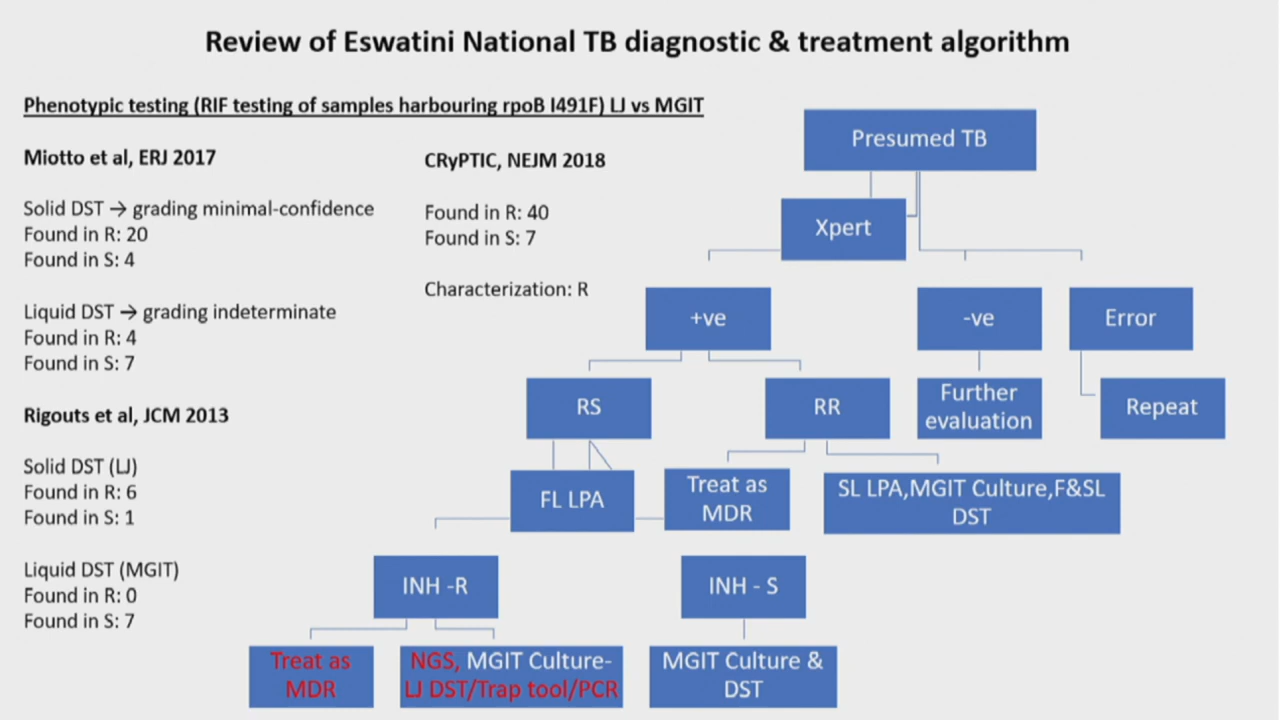 Review of Eswatini National TB diagnostic & treatment algorithm
Phenotypic testing (RIF testing of samples harbouring rpoB I491F) LJ vs MGIT
Miotto et al, ERJ 2017
Solid DST → grading minimal-confidence
Found in R: 20
Found in S: 4
Liquid DST → grading indeterminate
Found in R: 4
Found in S: 7
Rigouts et al, JCM 2013
Solid DST (LJ)
Found in R: 6
Found in S: 1
Liquid DST (MGIT)
Found in R: 0
Found in S: 7
CRyPTIC, NEJM 2018
Found in R: 40
Found in S: 7
Characterization: R
Presumed TB
Xpert
+ve
-ve
Error
RS
RR
Further
evaluation
Repeat
FL LPA
Treat as
MDR
SL LPA,MGIT Culture,F&SL
DST
INH -R
INH - S
Treat as
MDR
NGS, MGIT Culture-
LJ DST/Trap tool/PCR
MGIT Culture &
DST